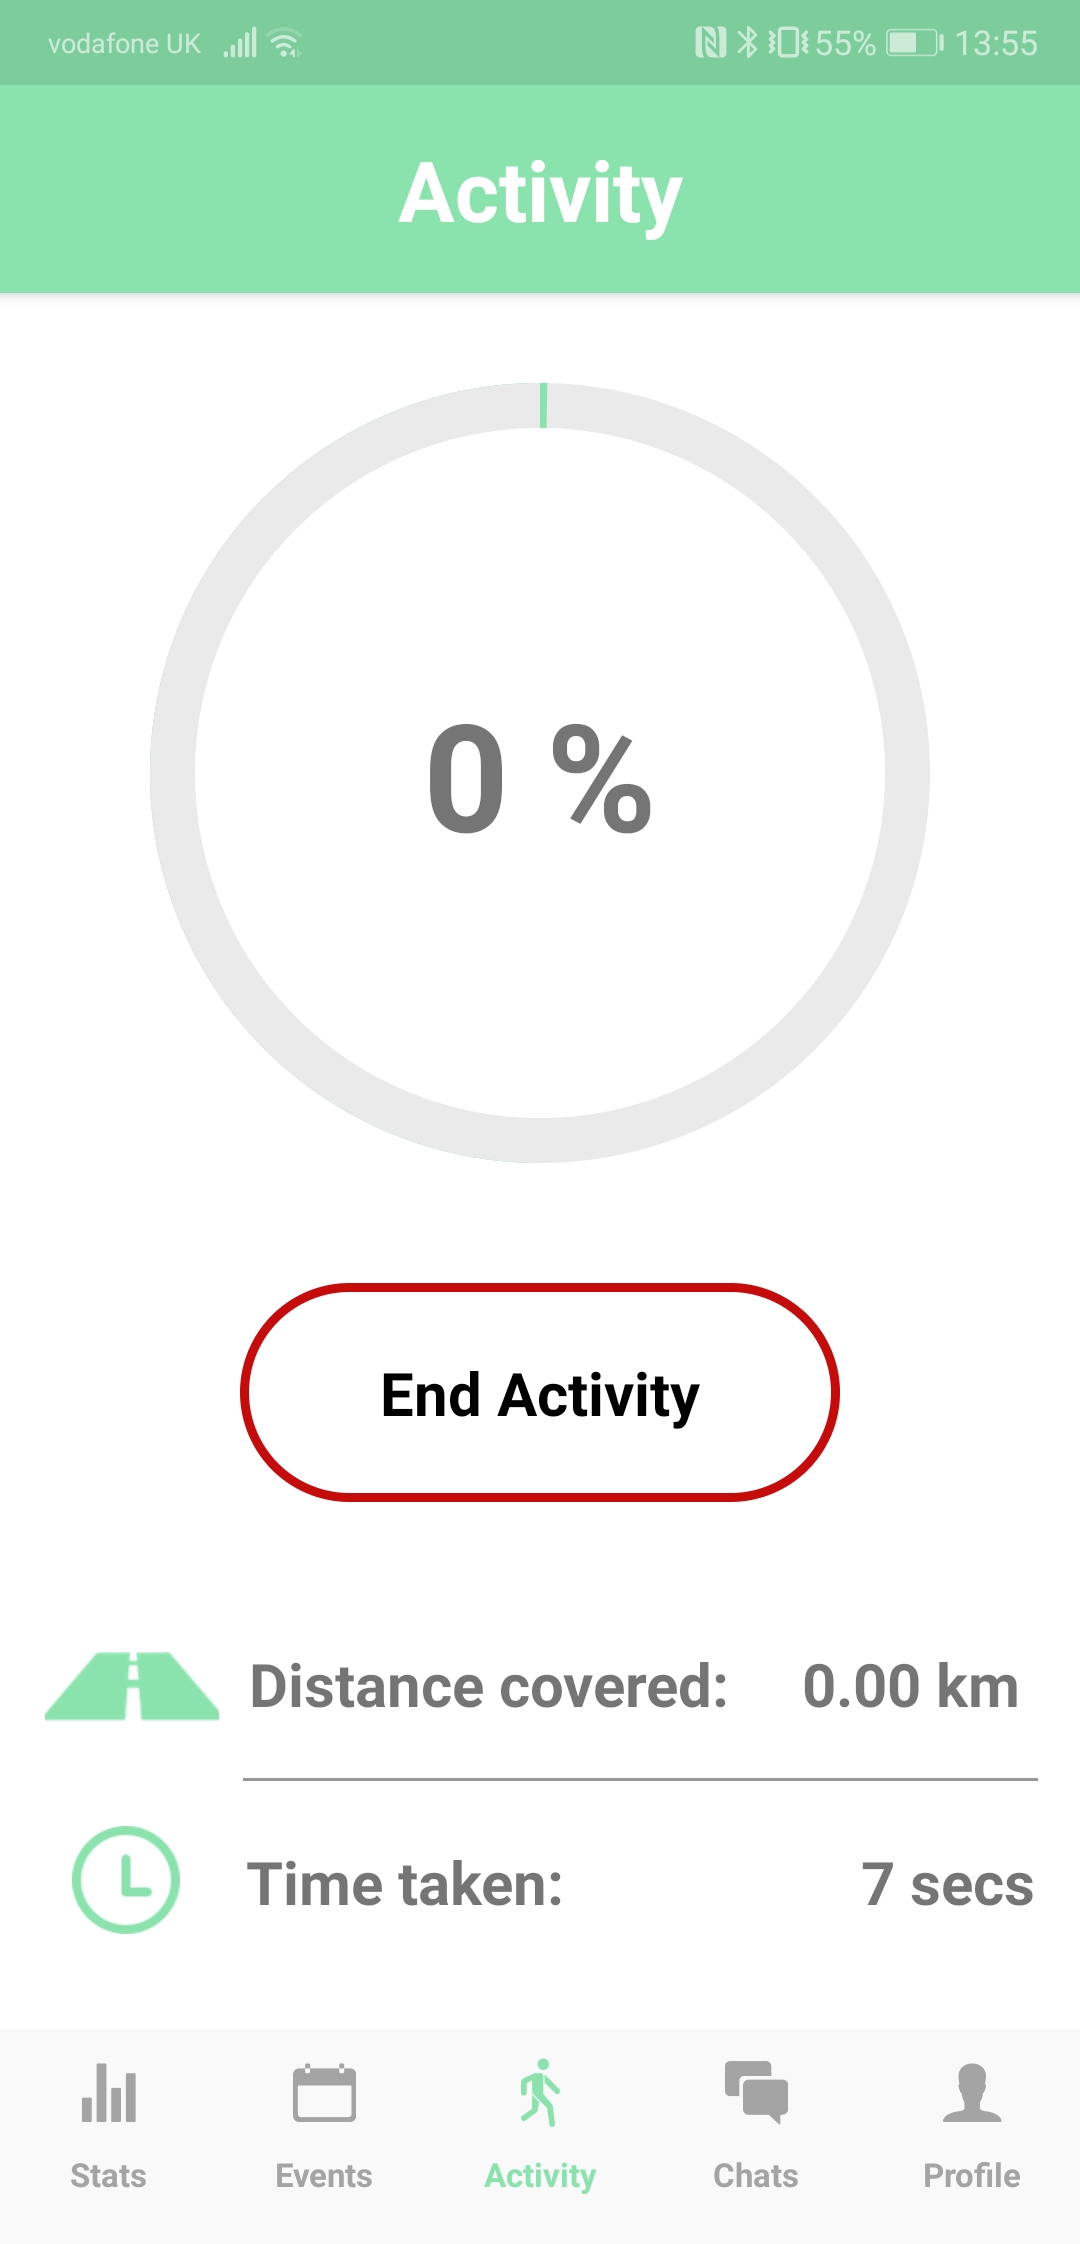 vodafone UK 55% 13:55
Activity
0 %
End Activity
Distance covered: 0.00 km
Time taken: 7 secs
Stats Events Activity Chats Profile